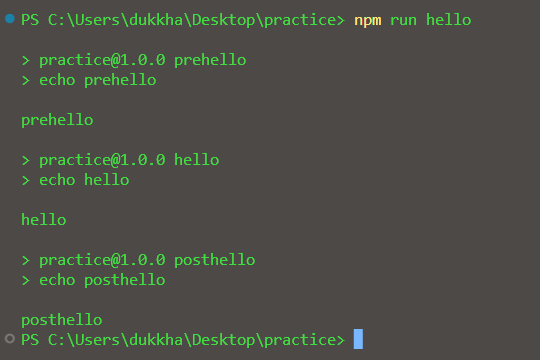 PS C:\Users\dukkha\Desktop\practice> npm run hello
> practice@1.0.0 prehello
> echo prehello
prehello
> practice@1.0.0 hello
> echo hello
hello
> practice@1.0.0 posthello
> echo posthello
posthello
PS C:\Users\dukkha\Desktop\practice>